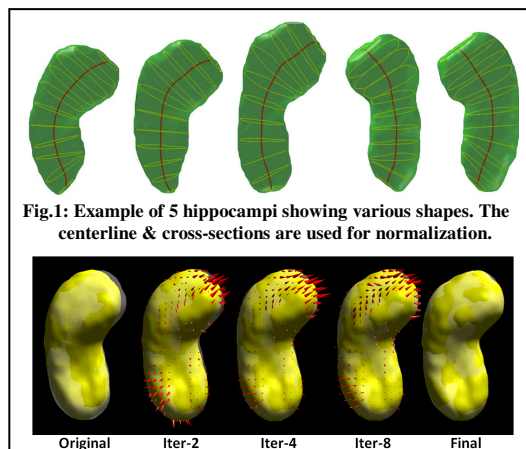 Fig.1: Example of 5 hippocampi showing various shapes. The
centerline & cross-sections are used for normalization.
Original Iter-2 Iter-4 Iter-8 Final